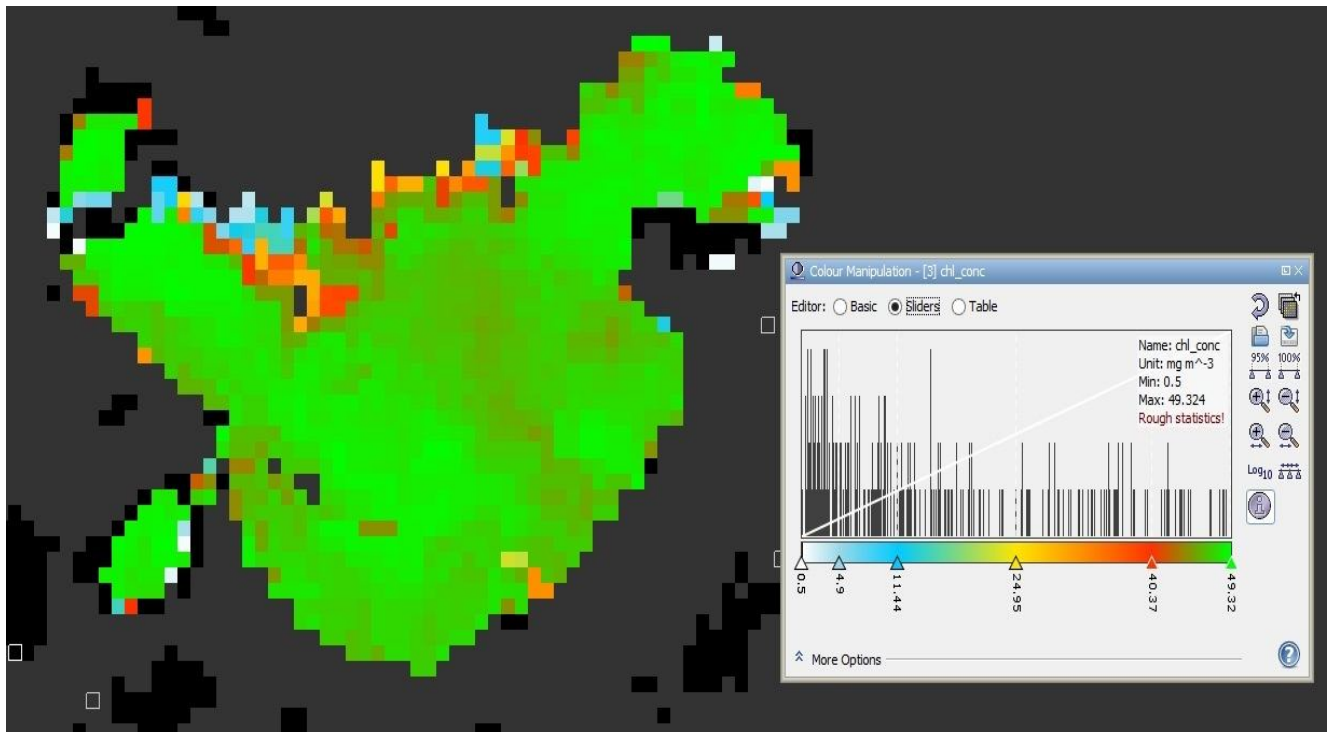 Colour Manipulation - [3] chl_conc
Editor: Basic Sliders Table
Name: chl_conc
Unit: mg m^-3
Min: 0.5
Max: 49.324
Rough statistics!
95% 100%
Log10
0.5 4.9 11.44 24.95 40.37 49.32
More Options